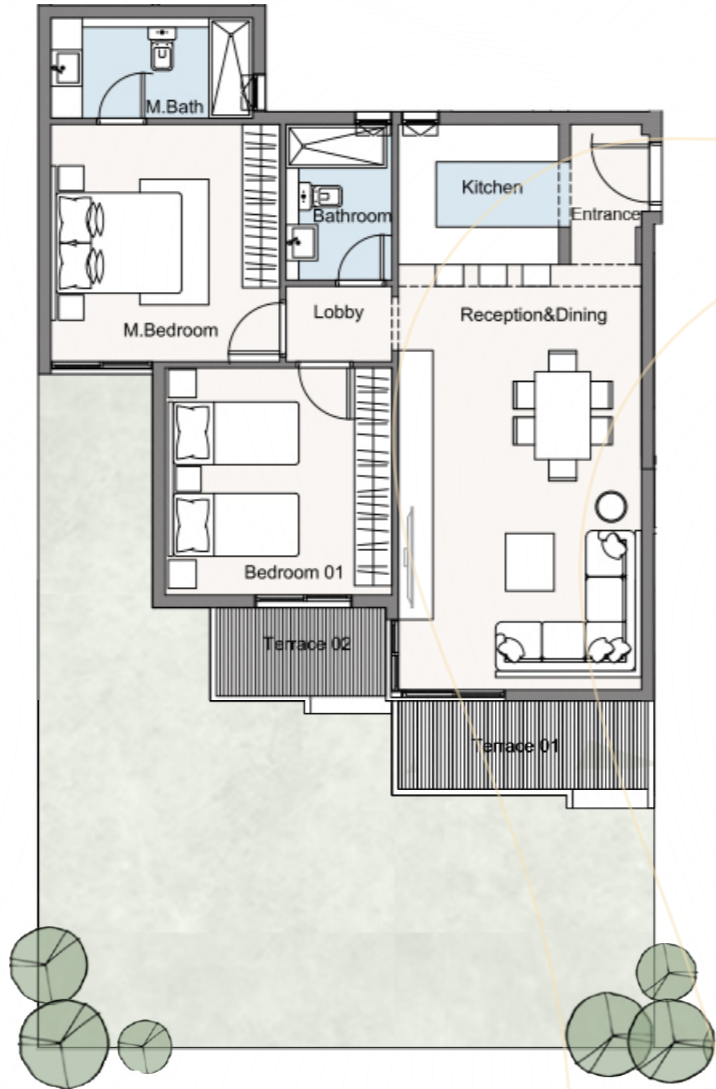 M.Bath
Kitchen
Bathroom
Entrance
Lobby
Reception&Dining
M.Bedroom
Bedroom 01
Terrace 02
Terrace 01